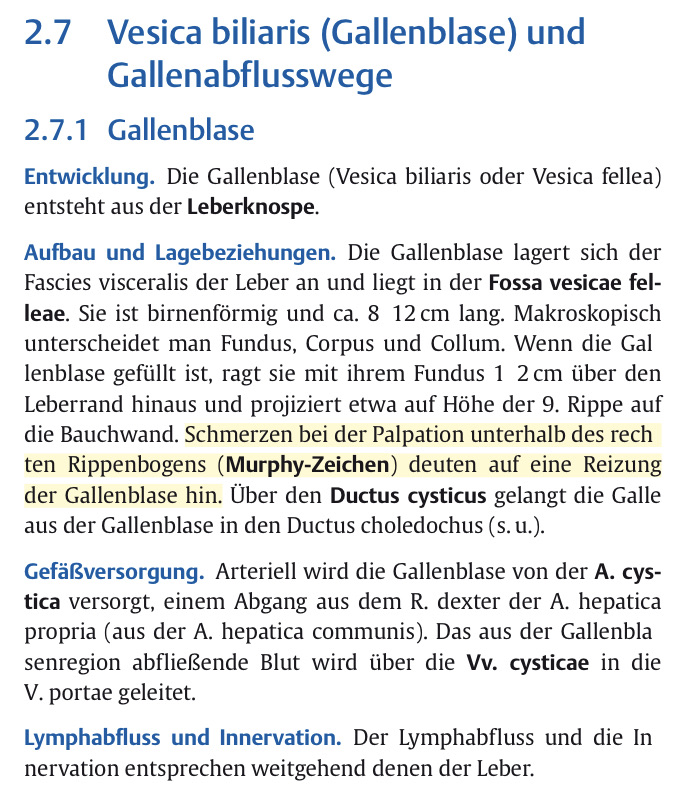 2.7 Vesica biliaris (Gallenblase) und
Gallenabflusswege
2.7.1 Gallenblase
Entwicklung. Die Gallenblase (Vesica biliaris oder Vesica fellea)
entsteht aus der Leberknospe.
Aufbau und Lagebeziehungen. Die Gallenblase lagert sich der
Fascies visceralis der Leber an und liegt in der Fossa vesicae fel-
leae. Sie ist birnenförmig und ca. 8 12 cm lang. Makroskopisch
unterscheidet man Fundus, Corpus und Collum. Wenn die Gal
lenblase gefüllt ist, ragt sie mit ihrem Fundus 1 2 cm über den
Leberrand hinaus und projiziert etwa auf Höhe der 9. Rippe auf
die Bauchwand. Schmerzen bei der Palpation unterhalb des rech
ten Rippenbogens (Murphy-Zeichen) deuten auf eine Reizung
der Gallenblase hin. Über den Ductus cysticus gelangt die Galle
aus der Gallenblase in den Ductus choledochus (s. u.).
Gefäßversorgung. Arteriell wird die Gallenblase von der A. cys-
tica versorgt, einem Abgang aus dem R. dexter der A. hepatica
propria (aus der A. hepatica communis). Das aus der Gallenbla
senregion abfließende Blut wird über die Vv. cysticae in die
V. portae geleitet.
Lymphabfluss und Innervation. Der Lymphabfluss und die In
nervation entsprechen weitgehend denen der Leber.